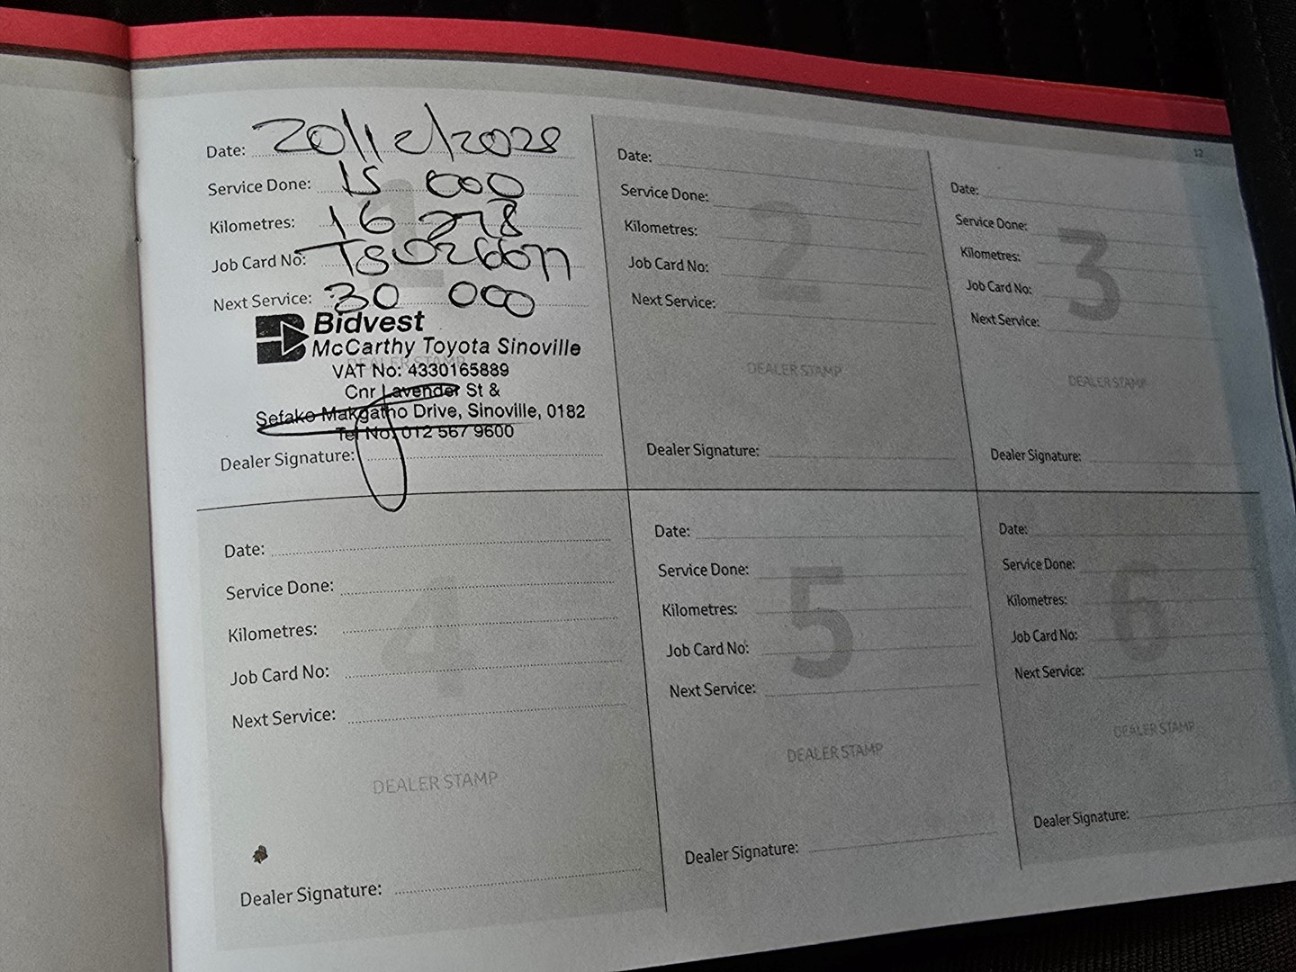 12
Date: 20/12/2028
Service Done: 15 000
Kilometres: 16 278
Job Card No:
Next Service: 30 000
1
Bidvest
McCarthy Toyota Sinoville
VAT No: 4330165889
Cnr Lavender St &
Sefako Makgatho Drive, Sinoville, 0182
Tel No: 012 567 9600
DEALER STAMP
Dealer Signature:
Date:
Service Done:
Kilometres:
Job Card No:
Next Service:
2
DEALER STAMP
Dealer Signature:
Date:
Service Done:
Kilometres:
Job Card No:
Next Service:
3
DEALER STAMP
Dealer Signature:
Date:
Service Done:
Kilometres:
Job Card No:
Next Service:
4
DEALER STAMP
Dealer Signature:
Date:
Service Done:
Kilometres:
Job Card No:
Next Service:
5
DEALER STAMP
Dealer Signature:
Date:
Service Done:
Kilometres:
Job Card No:
Next Service:
6
DEALER STAMP
Dealer Signature: